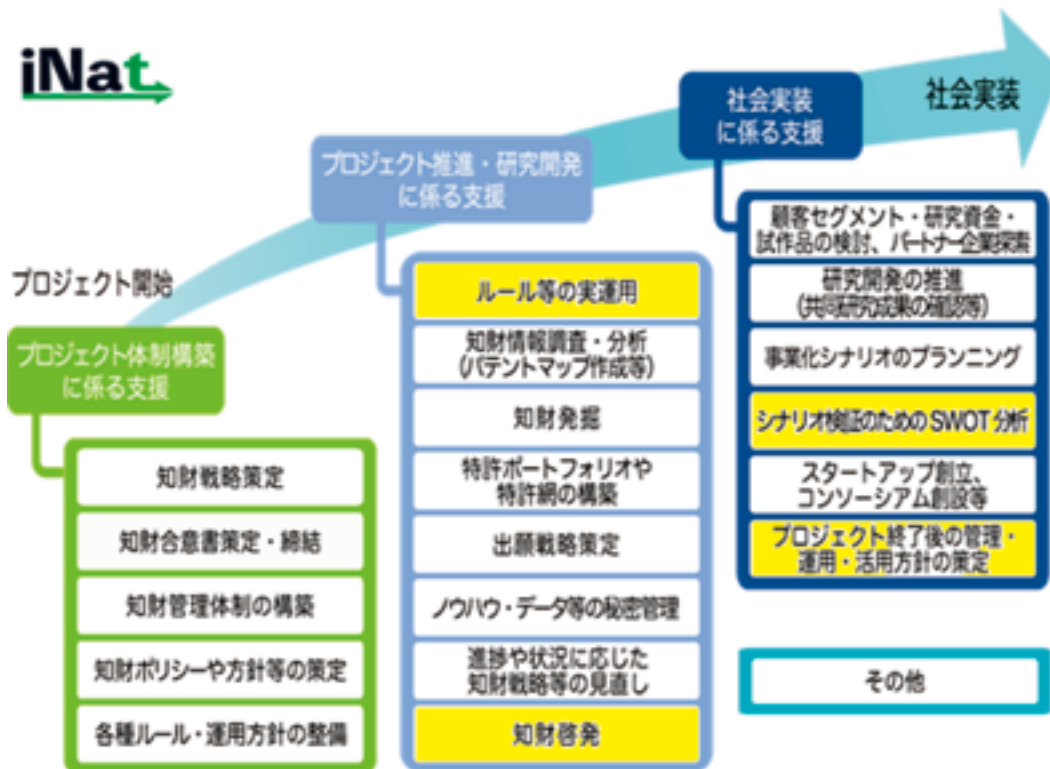 iNat
社会実装
社会実装
に係る支援
プロジェクト推進・研究開発
に係る支援
プロジェクト開始
プロジェクト体制構築
に係る支援
知財戦略策定
知財合意書策定・締結
知財管理体制の構築
知財ポリシーや方針等の策定
各種ルール・運用方針の整備
ルール等の実運用
知財情報調査・分析
(パテントマップ作成等)
知財発掘
特許ポートフォリオや
特許網の構築
出願戦略策定
ノウハウ・データ等の秘密管理
進捗や状況に応じた
知財戦略等の見直し
知財啓発
顧客セグメント・研究資金・
試作品の検討、パートナー企業探索
研究開発の推進
(共同研究成果の確認等)
事業化シナリオのプランニング
シナリオ検証のための SWOT 分析
スタートアップ創立、
コンソーシアム創設等
プロジェクト終了後の管理・
運用・活用方針の策定
その他